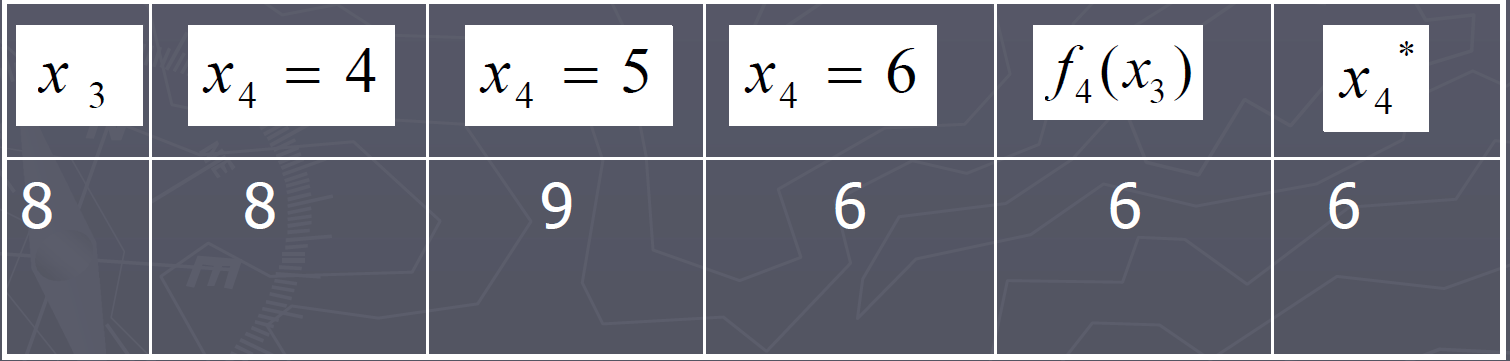 x₃ x₄ = 4 x₄ = 5 x₄ = 6 f₄(x₃) x₄*
8 8 9 6 6 6
E